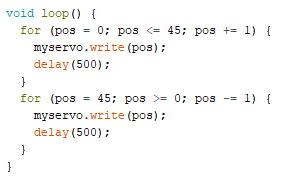 void loop() {
  for (pos = 0; pos <= 45; pos += 1) {
    myservo.write(pos);
    delay(500);
  }
  for (pos = 45; pos >= 0; pos -= 1) {
    myservo.write(pos);
    delay(500);
  }
}